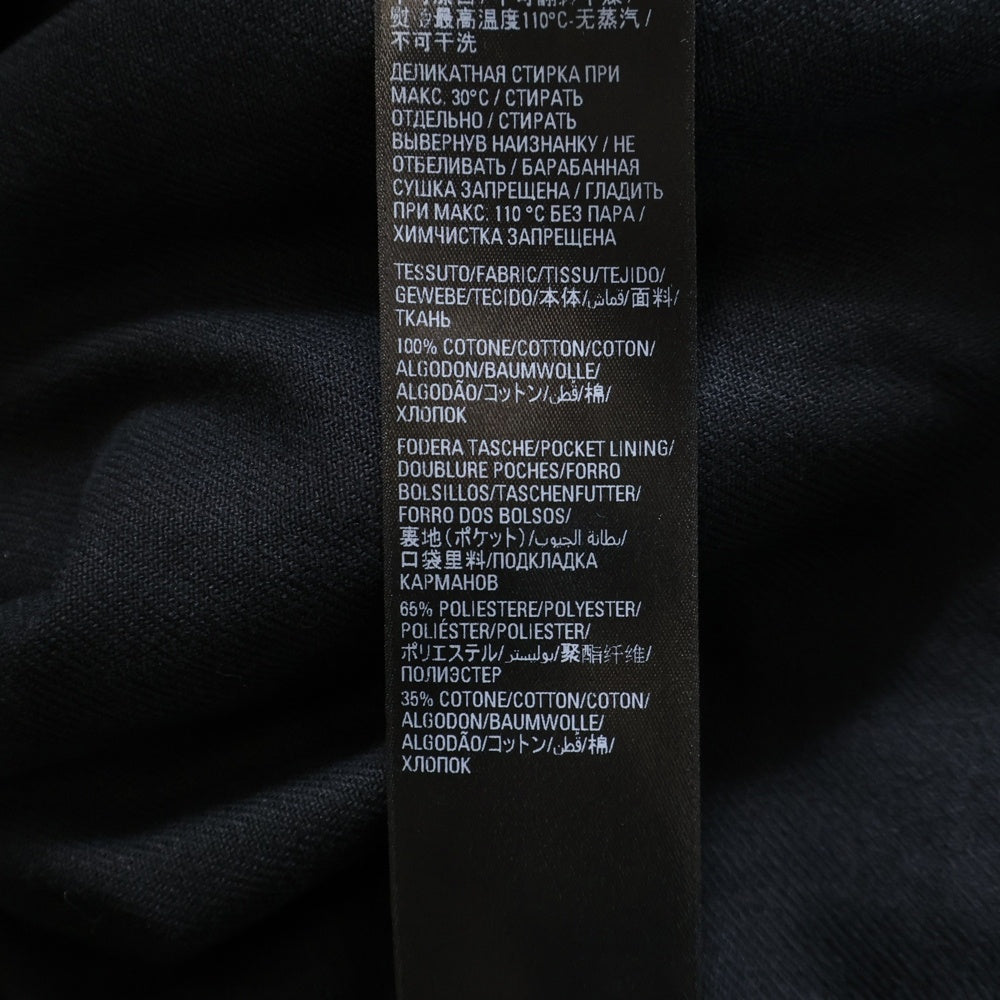 熨烫最高温度110°C-无蒸汽/
不可干洗
ДЕЛИКАТНАЯ СТИРКА ПРИ
МАКС. 30°C / СТИРАТЬ
ОТДЕЛЬНО / СТИРАТЬ
ВЫВЕРНУВ НАИЗНАНКУ / НЕ
ОТБЕЛИВАТЬ / БАРАБАННАЯ
СУШКА ЗАПРЕЩЕНА / ГЛАДИТЬ
ПРИ МАКС. 110 °C БЕЗ ПАРА /
ХИМЧИСТКА ЗАПРЕЩЕНА
TESSUTO/FABRIC/TISSU/TEJIDO/
GEWEBE/TECIDO/本体/قماش/面料/
ТКАНЬ
100% COTONE/COTTON/COTON/
ALGODON/BAUMWOLLE/
ALGODÃO/コットン/قطن/棉/
ХЛОПОК
FODERA TASCHE/POCKET LINING/
DOUBLURE POCHES/FORRO
BOLSILLOS/TASCHENFUTTER/
FORRO DOS BOLSOS/
裏地(ポケット)/بطانة الجيوب/
口袋里料/ПОДКЛАДКА
КАРМАНОВ
65% POLIESTERE/POLYESTER/
POLIÉSTER/POLIESTER/
ポリエステル/بوليستر/聚酯纤维/
ПОЛИЭСТЕР
35% COTONE/COTTON/COTON/
ALGODON/BAUMWOLLE/
ALGODÃO/コットン/قطن/棉/
ХЛОПОК